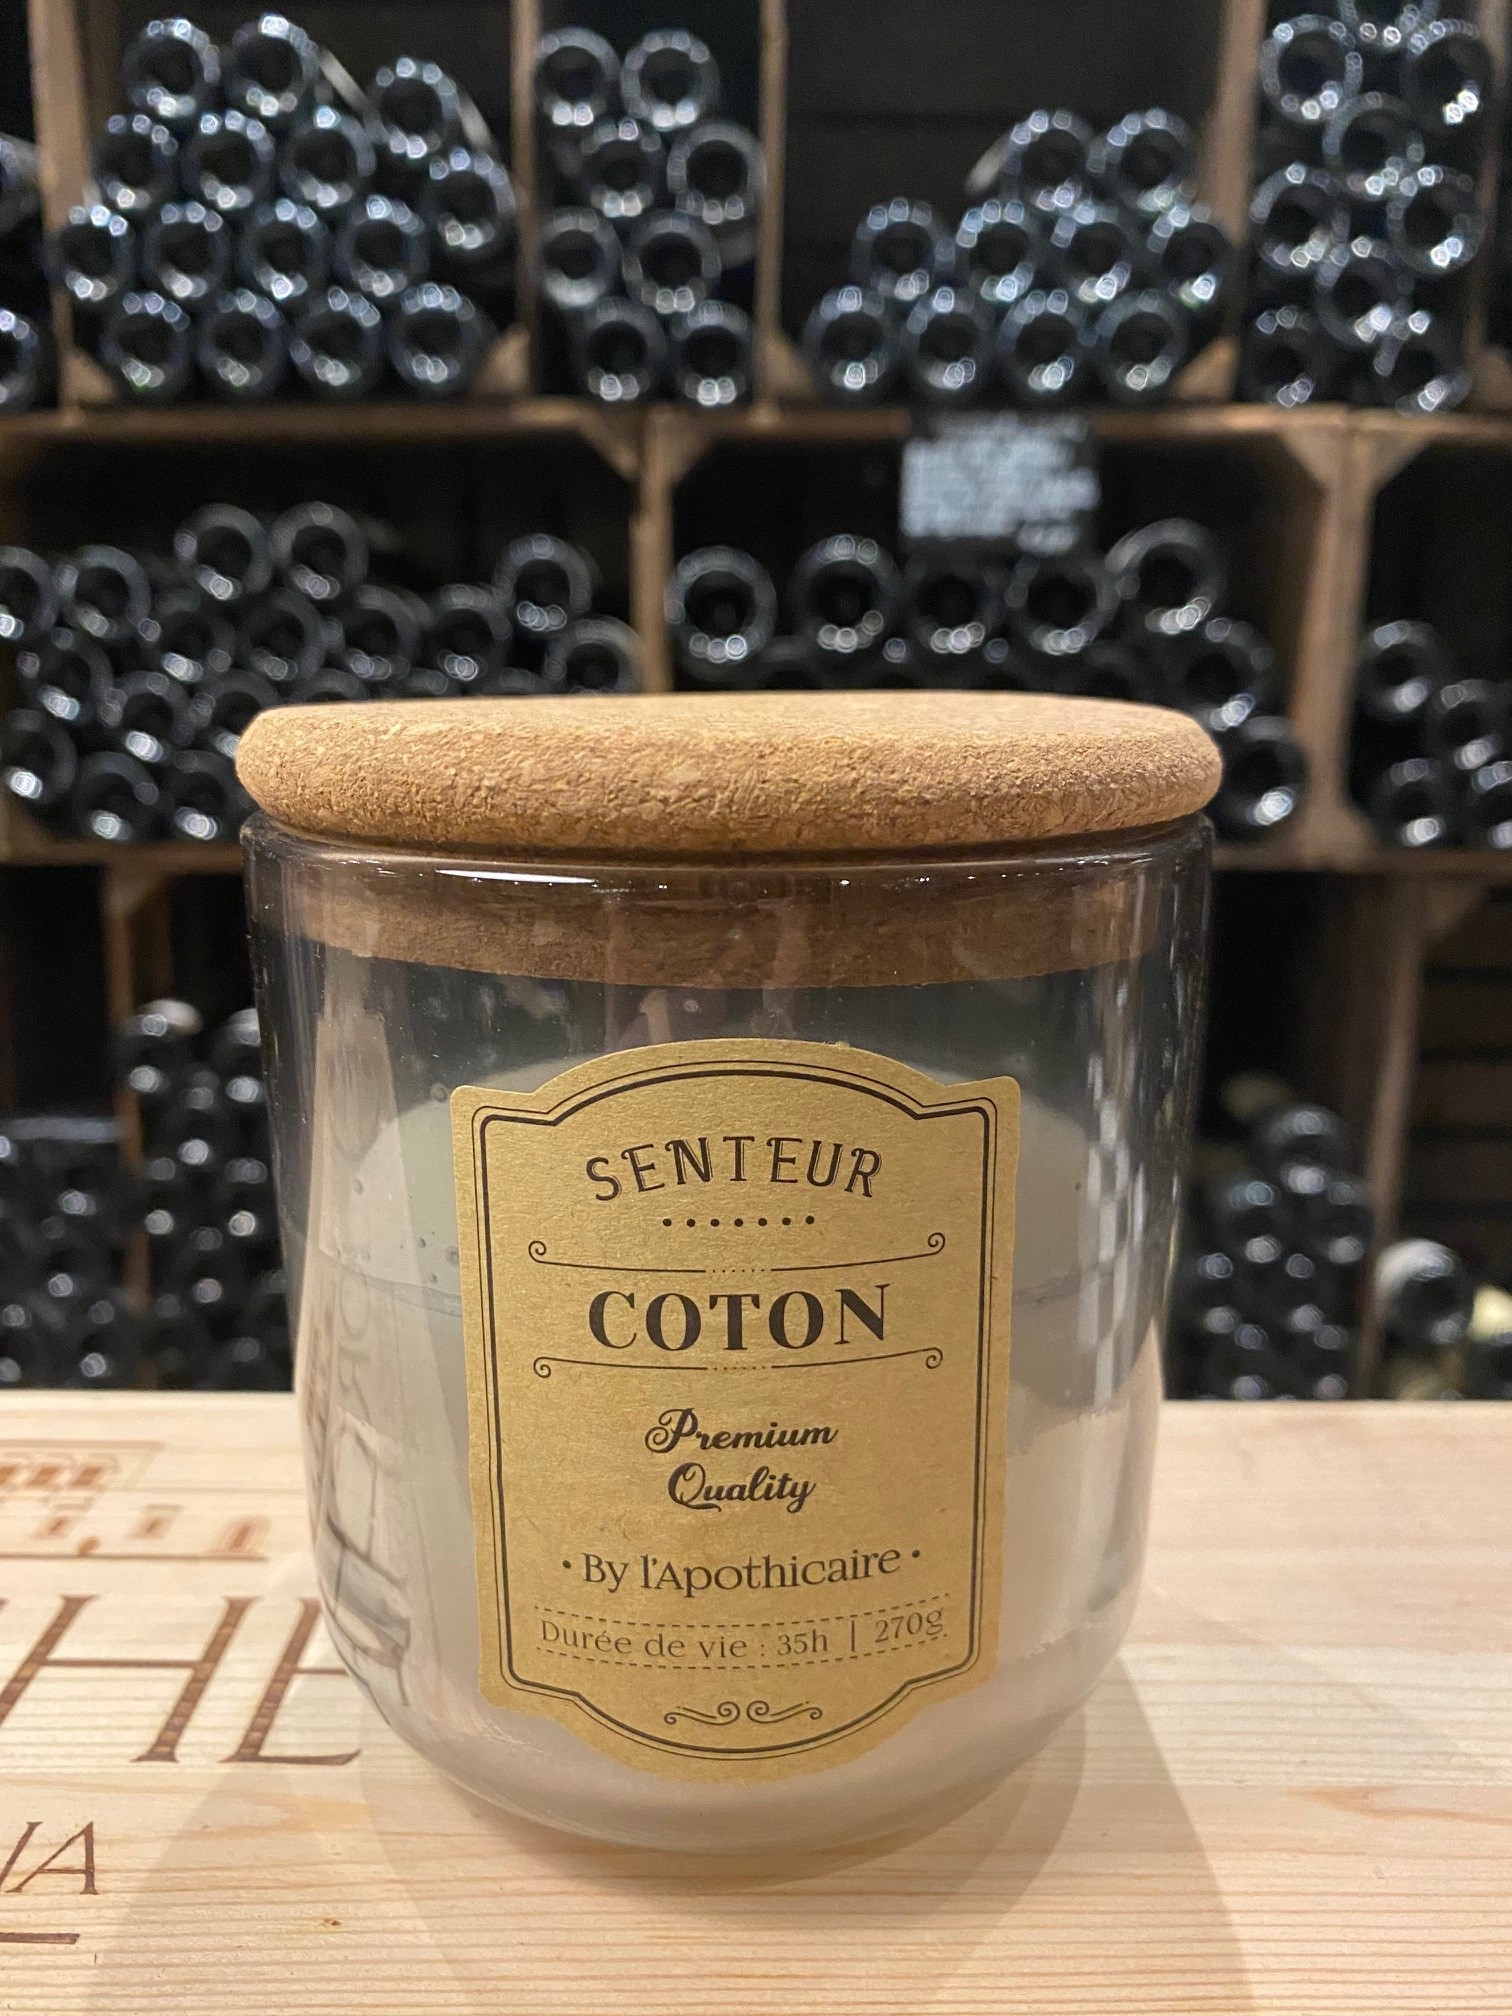 SENTEUR
COTON
Premium
Quality
• By l'Apothicaire •
Durée de vie : 35h | 270g